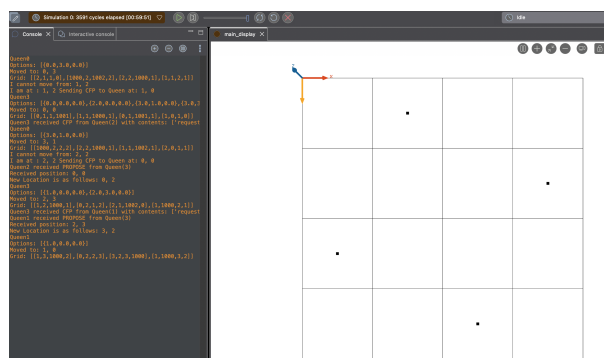 Simulation 0: 3591 cycles elapsed [00:59:51]
Idle
Console
Interactive console
main_display
Queen0
Options: [{0.0,3.0,0.0}]
Moved to: 0, 3
Grid: [[2,1,1,0],[1000,2,1002,2],[2,2,1000,1],[1,1,2,1]]
I cannot move from: 1, 2
I am at : 1, 2 Sending CFP to Queen at: 1, 0
Queen3
Options: [{0.0,0.0,0.0},{2.0,0.0,0.0},{3.0,1.0,0.0},{3.0,3
Moved to: 0, 0
Grid: [[0,1,1,1001],[1,1,1000,1],[0,1,1001,1],[1,0,1,0]]
Queen1 received CFP from Queen(2) with contents: ['request
Queen0
Options: [{3.0,1.0,0.0}]
Moved to: 3, 1
Grid: [[1000,2,2,2],[2,2,1000,1],[1,1,1002,1],[2,0,1,1]]
I cannot move from: 2, 2
I am at : 2, 2 Sending CFP to Queen at: 0, 0
Queen2 received PROPOSE from Queen(3)
Received position: 0, 0
New Location is as follows: 0, 2
Queen3
Options: [{1.0,0.0,0.0},{2.0,3.0,0.0}]
Moved to: 2, 3
Grid: [[1,2,1000,1],[0,2,1,2],[2,1,1002,0],[1,1000,2,1]]
Queen3 received CFP from Queen(1) with contents: ['request
Queen1 received PROPOSE from Queen(3)
Received position: 2, 3
New Location is as follows: 3, 2
Queen1
Options: [{1.0,0.0,0.0}]
Moved to: 1, 0
Grid: [[1,3,1000,2],[0,2,2,3],[3,2,3,1000],[1,1000,3,2]]